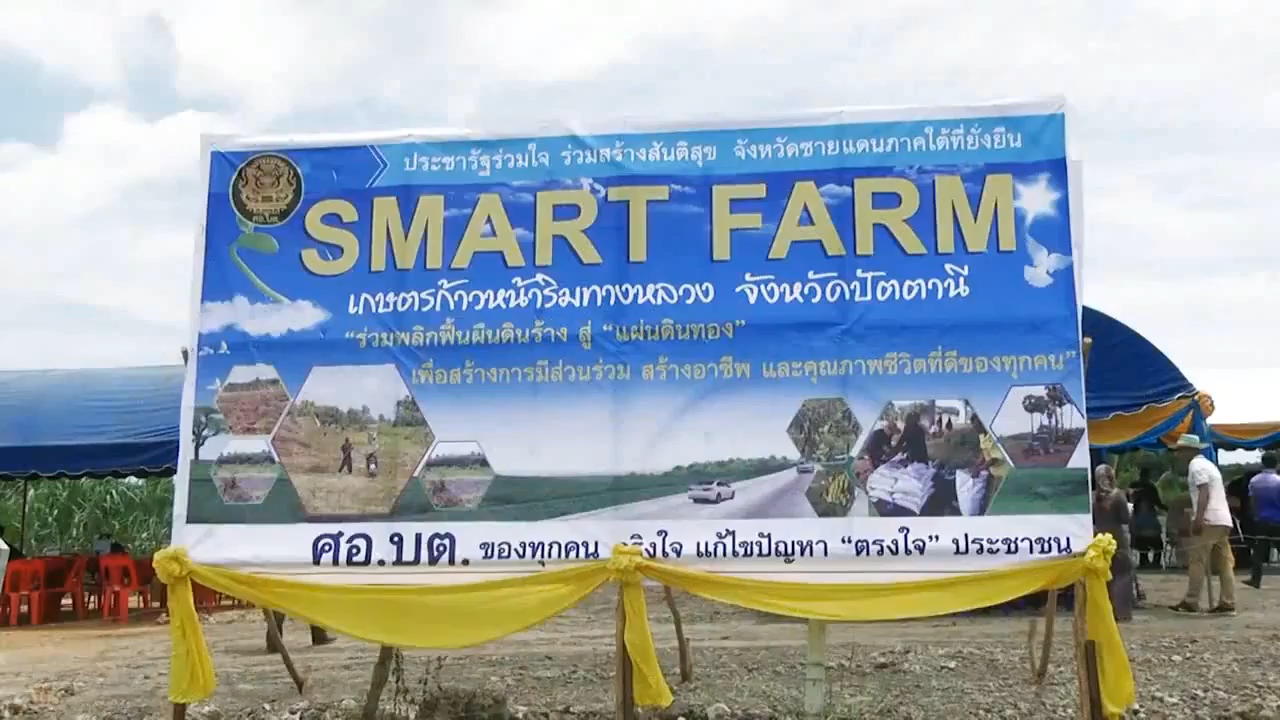 ประชารัฐร่วมใจ ร่วมสร้างสันติสุข จังหวัดชายแดนภาคใต้ที่ยั่งยืน
ศอ.บต.
SMART FARM
เกษตรก้าวหน้าริมทางหลวง จังหวัดปัตตานี
“ร่วมพลิกฟื้นผืนดินร้าง สู่ “แผ่นดินทอง”
เพื่อสร้างการมีส่วนร่วม สร้างอาชีพ และคุณภาพชีวิตที่ดีของทุกคน”
ศอ.บต. ของทุกคน จริงใจ แก้ไขปัญหา “ตรงใจ” ประชาชน